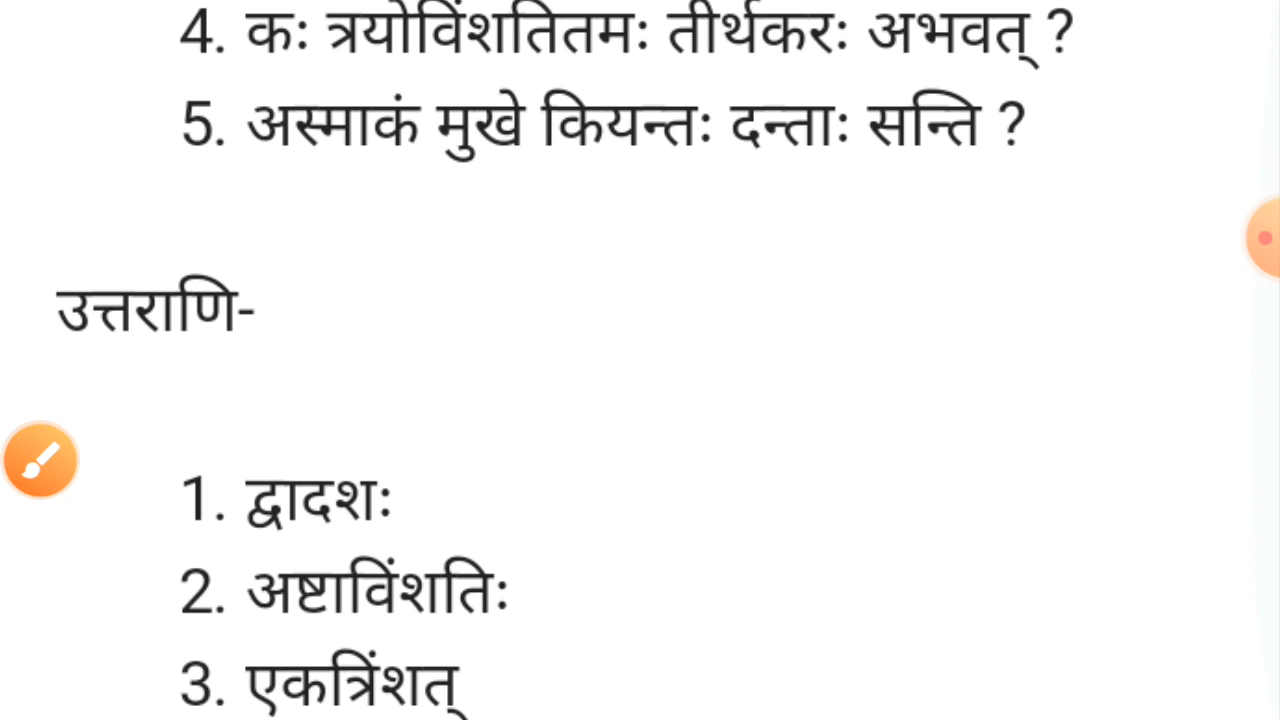 4. कः त्रयोविंशतितमः तीर्थकरः अभवत् ?
5. अस्माकं मुखे कियन्तः दन्ताः सन्ति ?
उत्तराणि-
1. द्वादशः
2. अष्टाविंशतिः
3. एकत्रिंशत्